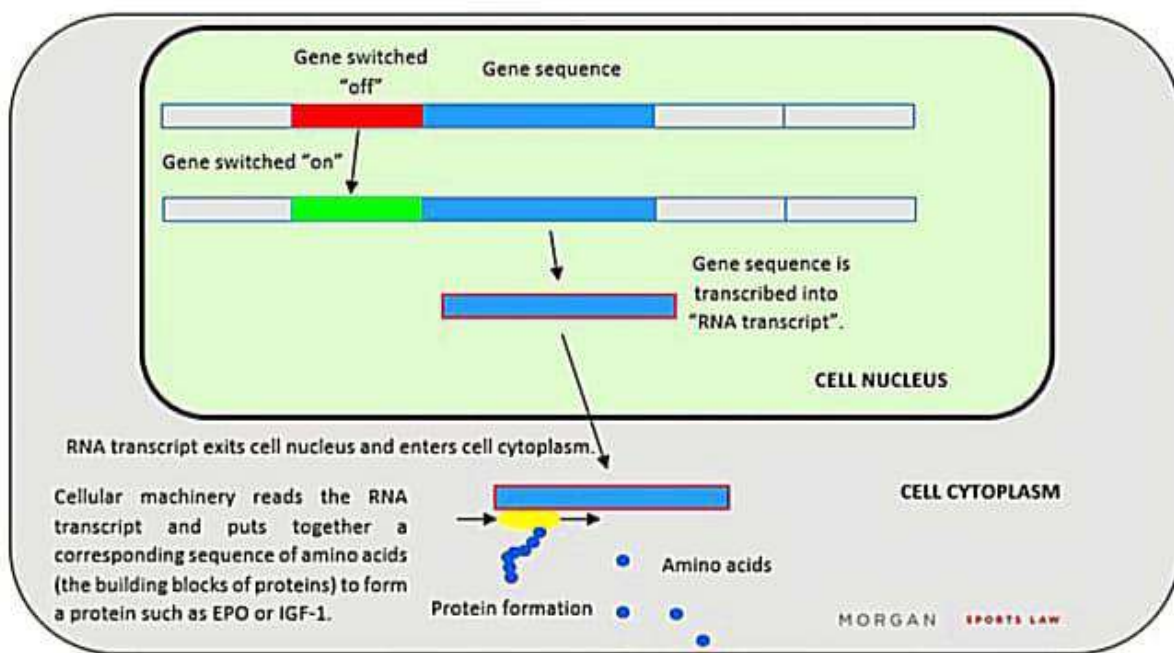 Gene switched
"off"
Gene sequence
Gene switched "on"
Gene sequence is
transcribed into
"RNA transcript".
CELL NUCLEUS
RNA transcript exits cell nucleus and enters cell cytoplasm.
Cellular machinery reads the RNA
transcript and puts together a
corresponding sequence of amino acids
(the building blocks of proteins) to form
a protein such as EPO or IGF-1.
CELL CYTOPLASM
Amino acids
Protein formation
MORGAN SPORTS LAW